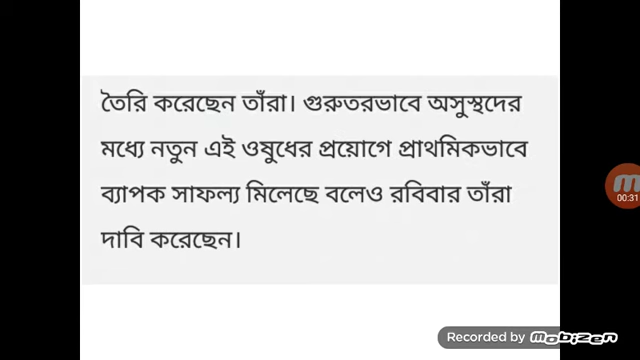 তৈরি করেছেন তাঁরা। গুরুতরভাবে অসুস্থদের
মধ্যে নতুন এই ওষুধের প্রয়োগে প্রাথমিকভাবে
ব্যাপক সাফল্য মিলেছে বলেও রবিবার তাঁরা
দাবি করেছেন।
00:31
Recorded by mobizen